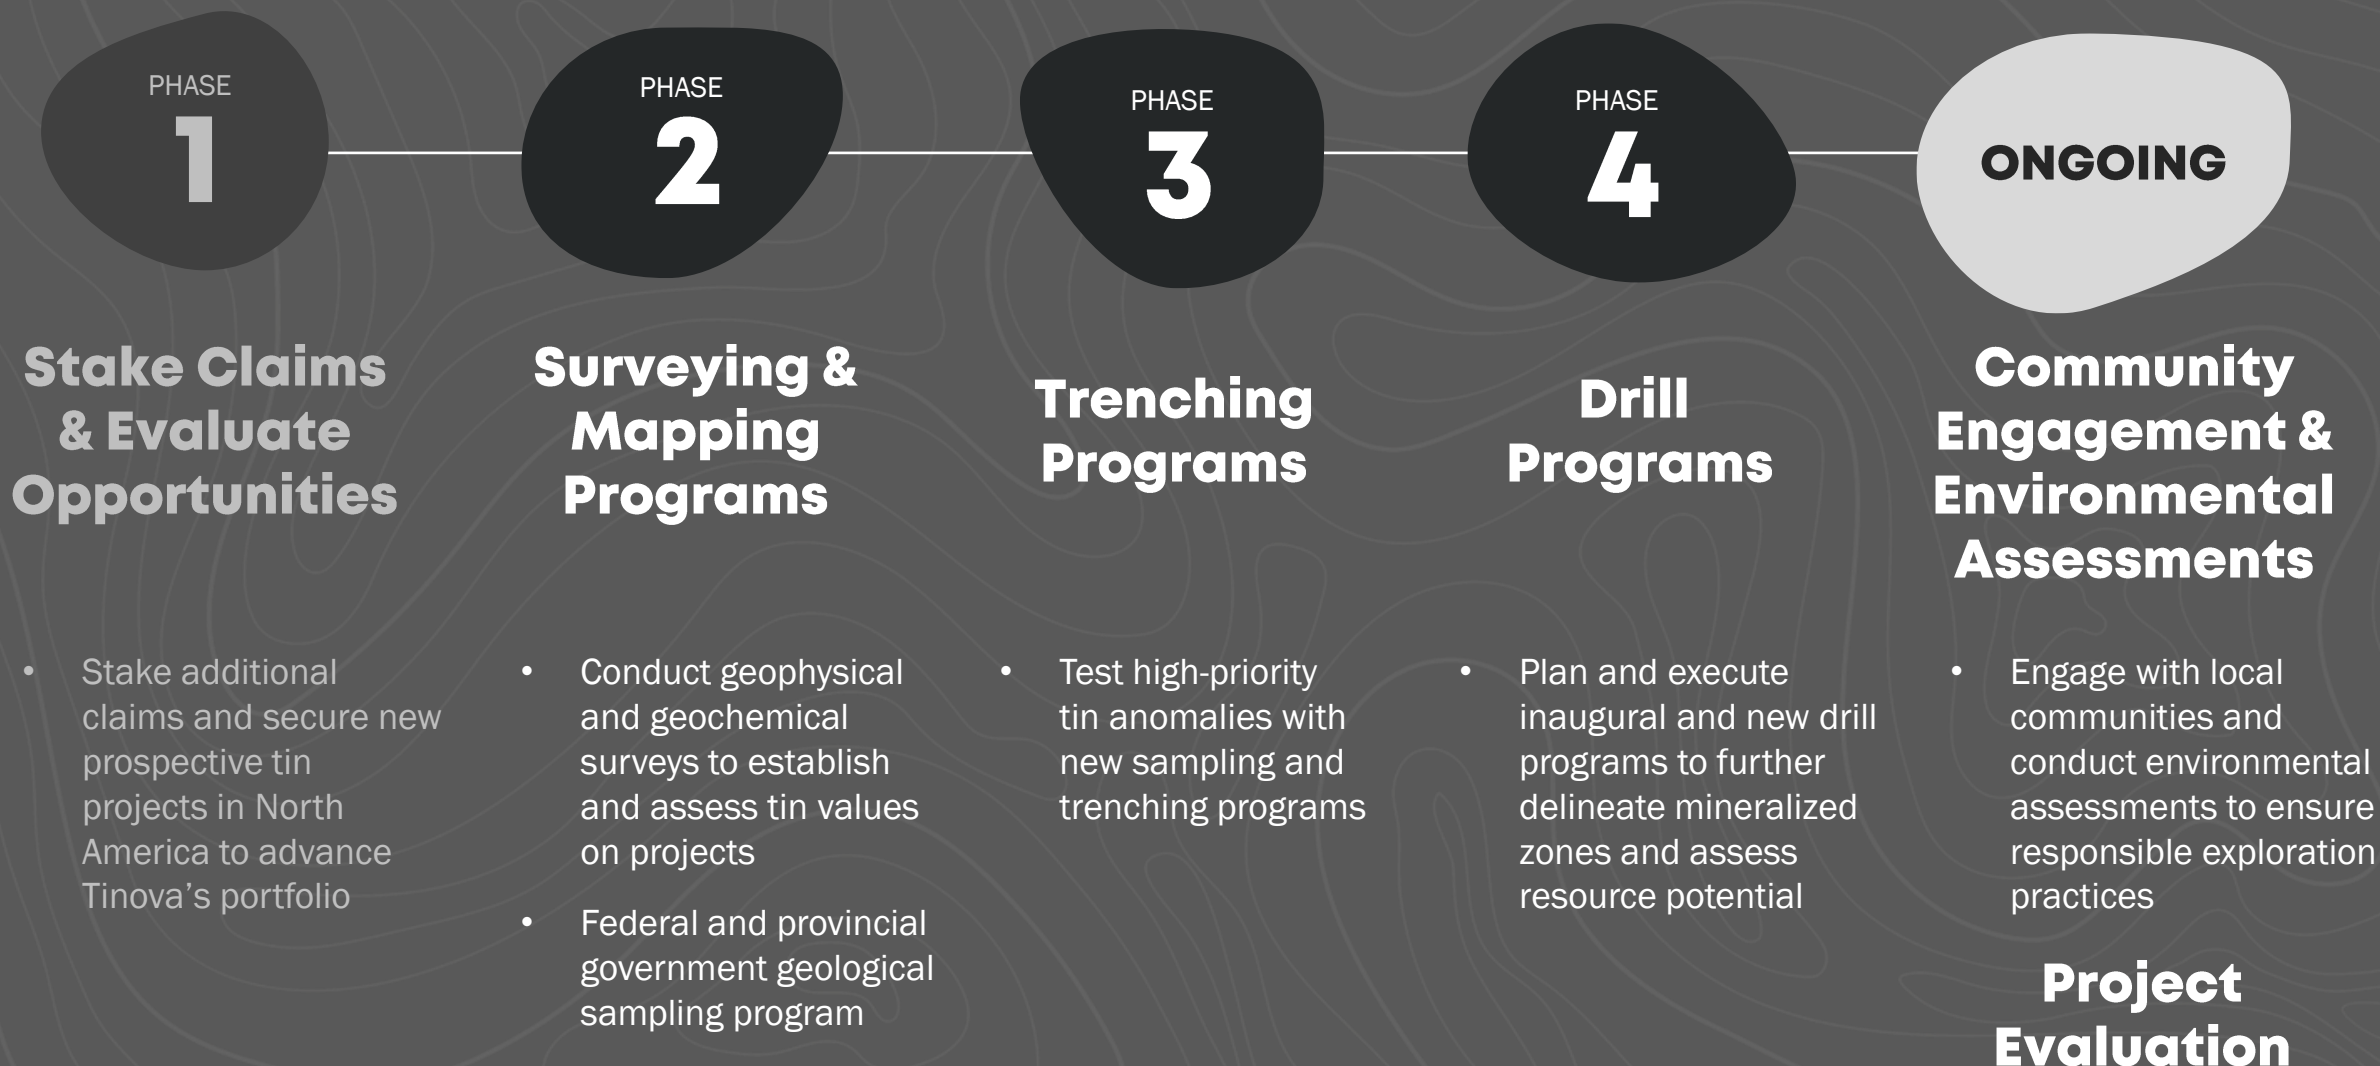 PHASE
1
Stake Claims
& Evaluate
Opportunities
• Stake additional
claims and secure new
prospective tin
projects in North
America to advance
Tinova’s portfolio
PHASE
2
Surveying &
Mapping
Programs
• Conduct geophysical
and geochemical
surveys to establish
and assess tin values
on projects
• Federal and provincial
government geological
sampling program
PHASE
3
Trenching
Programs
• Test high-priority
tin anomalies with
new sampling and
trenching programs
PHASE
4
Drill
Programs
• Plan and execute
inaugural and new drill
programs to further
delineate mineralized
zones and assess
resource potential
ONGOING
Community
Engagement &
Environmental
Assessments
• Engage with local
communities and
conduct environmental
assessments to ensure
responsible exploration
practices
Project
Evaluation